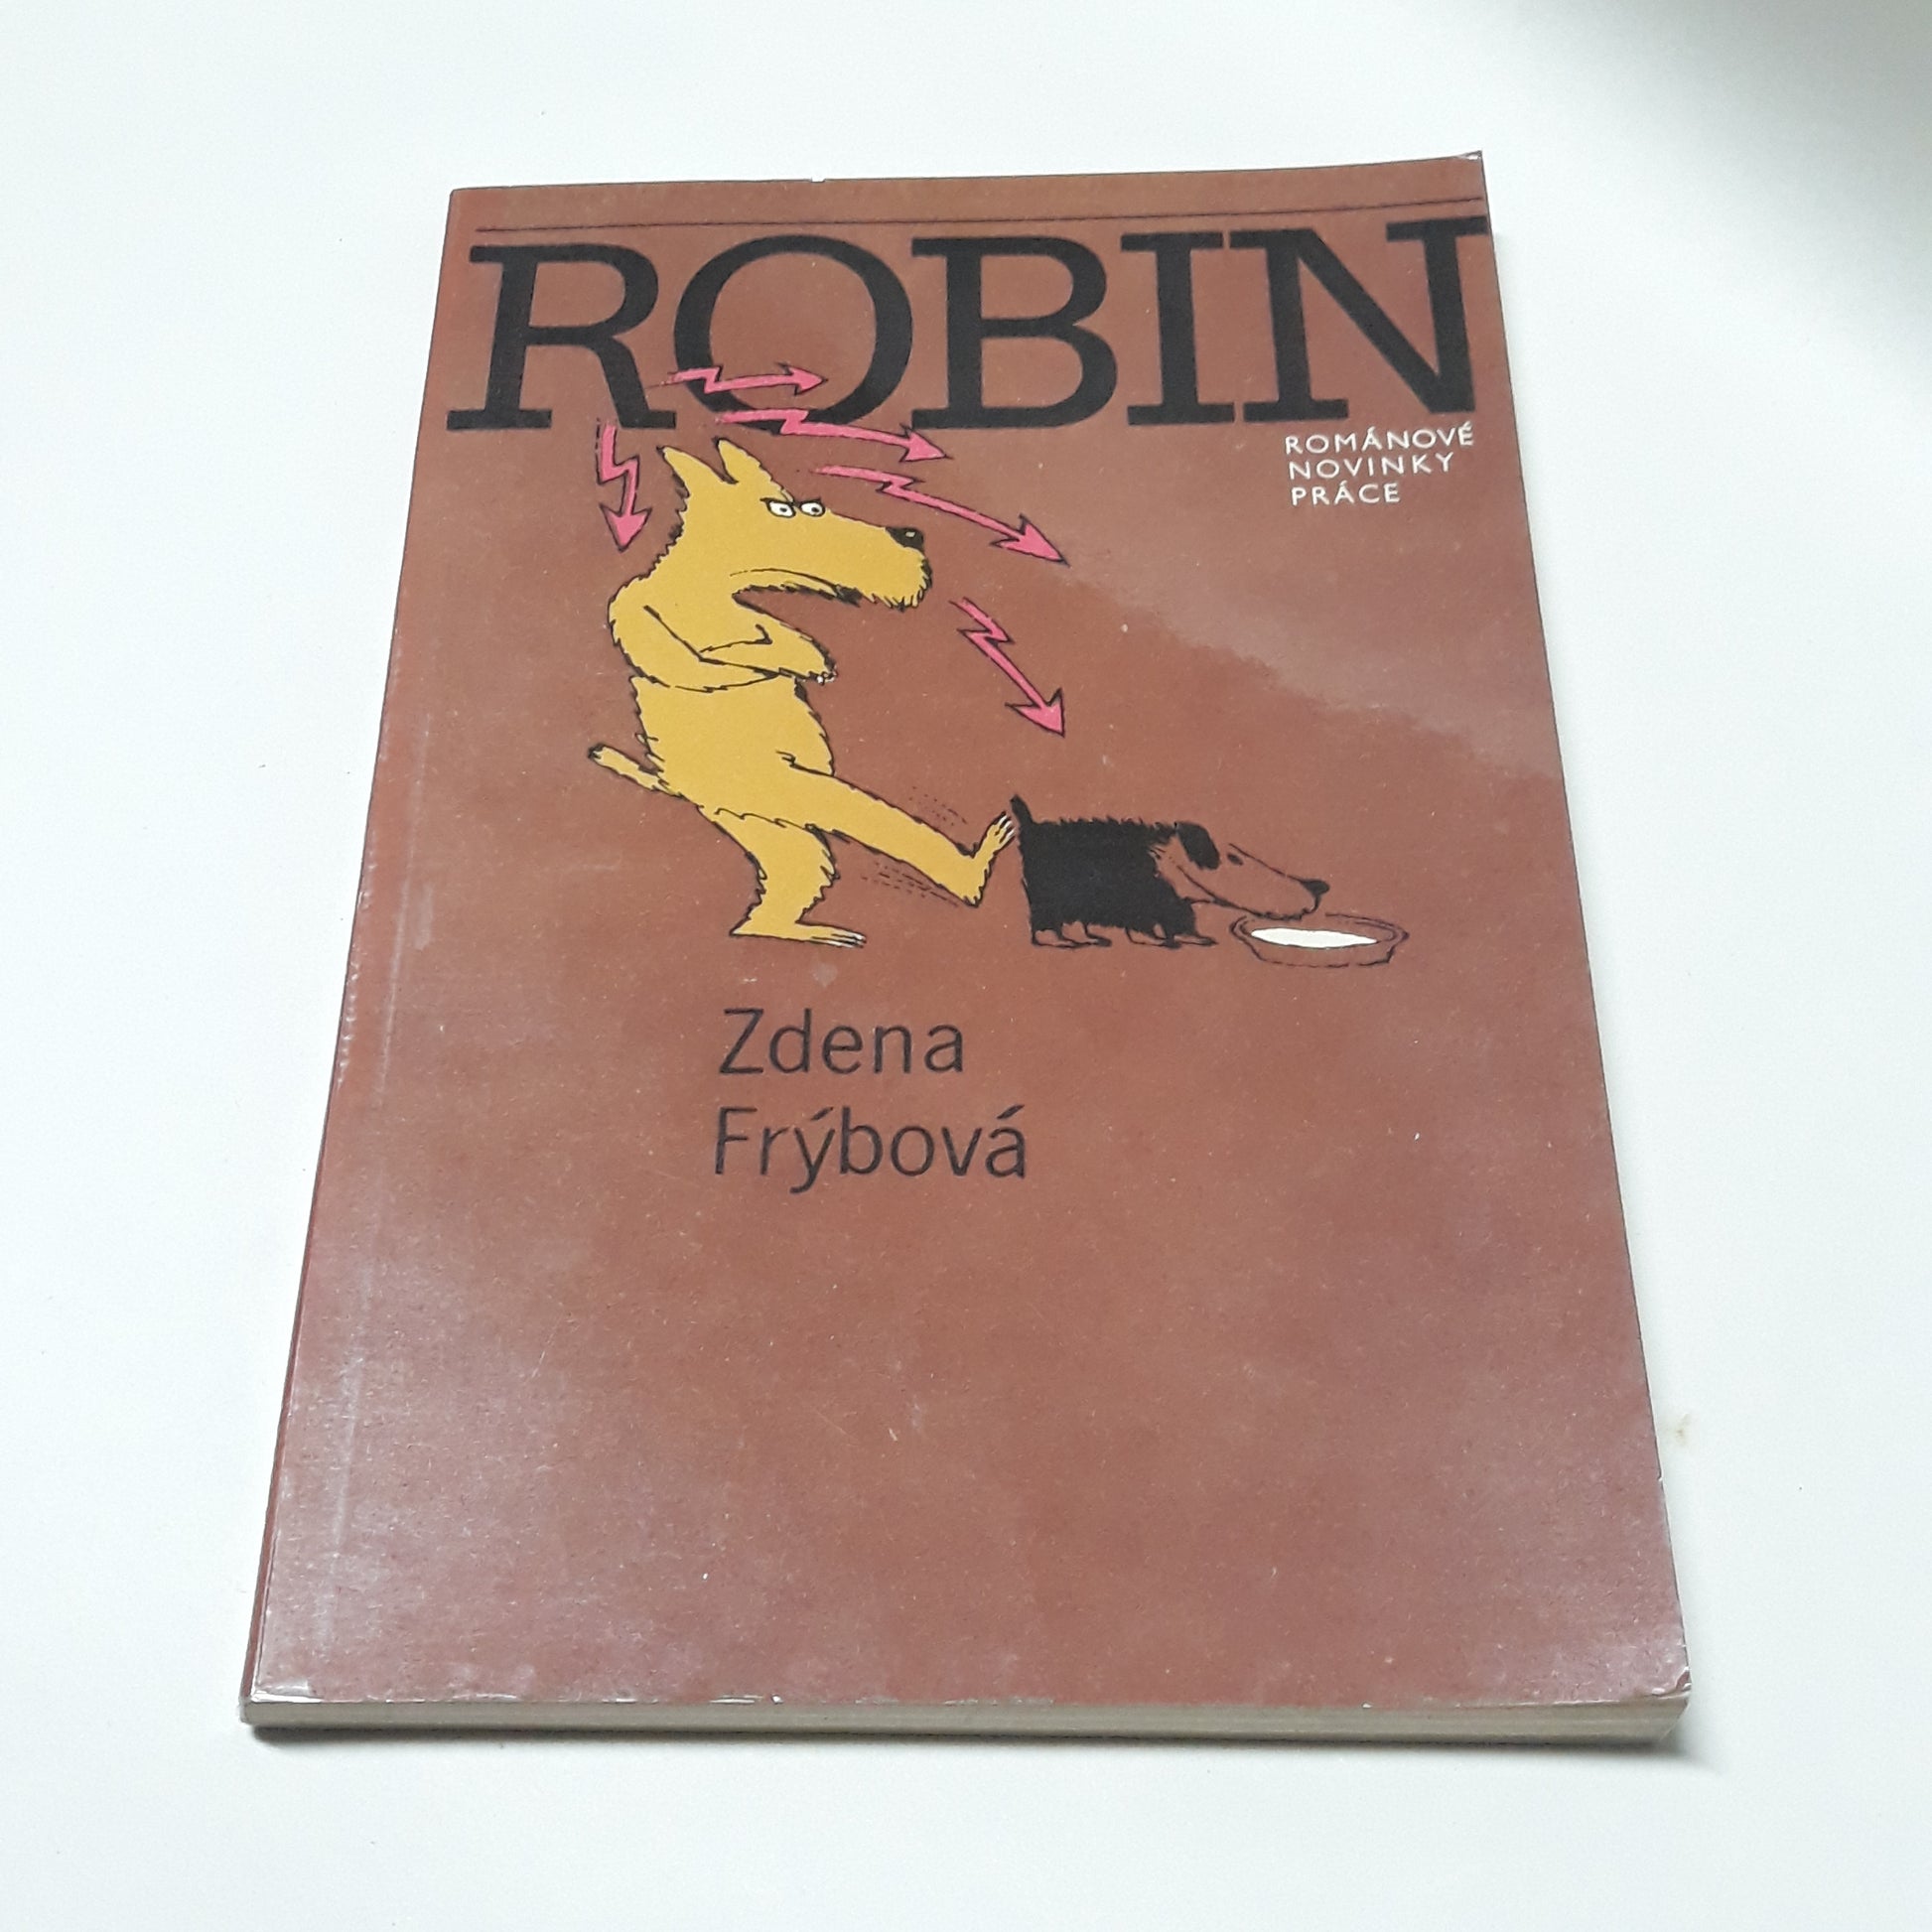 ROBIN
ROMÁNOVÉ
NOVINKY
PRÁCE
Zdena
Frýbová